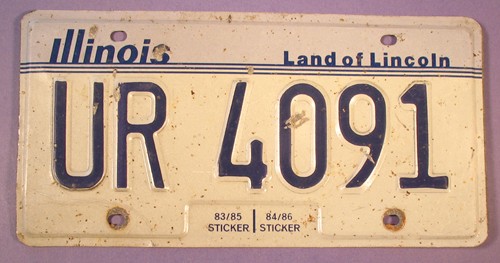 Illinois Land of Lincoln
UR 4091
83/85 84/86
STICKER STICKER